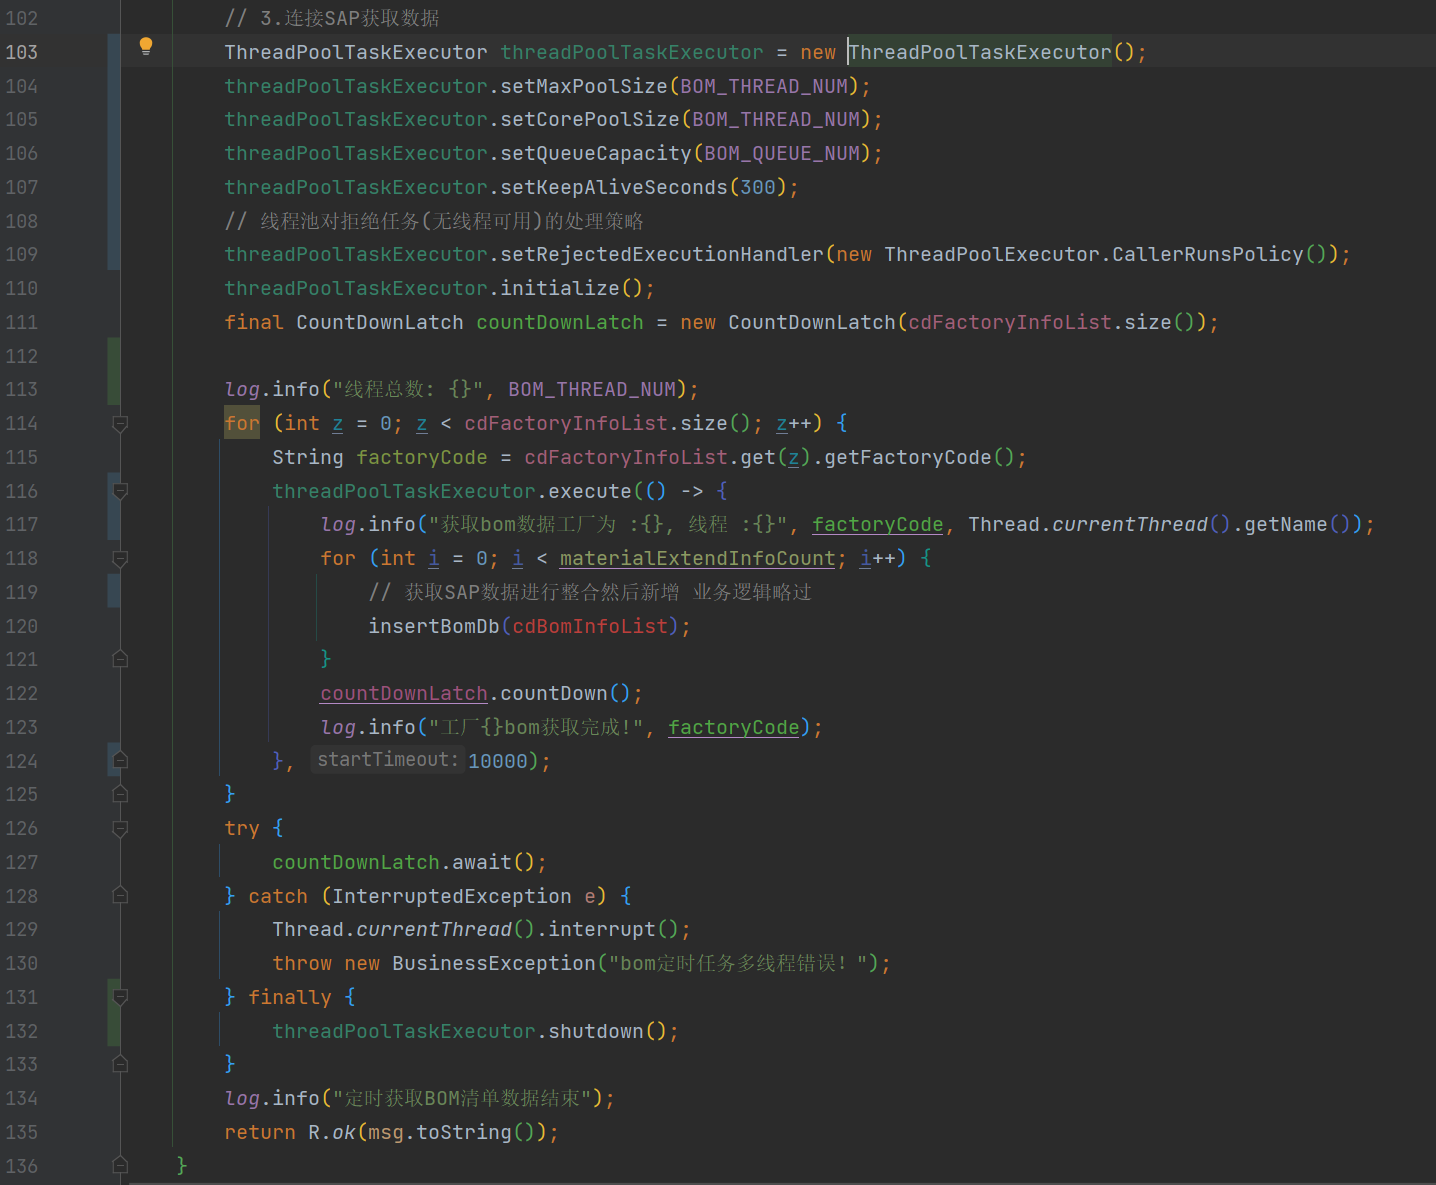 102 // 3.连接SAP获取数据
103 ThreadPoolTaskExecutor threadPoolTaskExecutor = new ThreadPoolTaskExecutor();
104 threadPoolTaskExecutor.setMaxPoolSize(BOM_THREAD_NUM);
105 threadPoolTaskExecutor.setCorePoolSize(BOM_THREAD_NUM);
106 threadPoolTaskExecutor.setQueueCapacity(BOM_QUEUE_NUM);
107 threadPoolTaskExecutor.setKeepAliveSeconds(300);
108 // 线程池对拒绝任务(无线程可用)的处理策略
109 threadPoolTaskExecutor.setRejectedExecutionHandler(new ThreadPoolExecutor.CallerRunsPolicy());
110 threadPoolTaskExecutor.initialize();
111 final CountDownLatch countDownLatch = new CountDownLatch(cdFactoryInfoList.size());
112
113 log.info("线程总数: {}", BOM_THREAD_NUM);
114 for (int z = 0; z < cdFactoryInfoList.size(); z++) {
115 String factoryCode = cdFactoryInfoList.get(z).getFactoryCode();
116 threadPoolTaskExecutor.execute(() -> {
117 log.info("获取bom数据工厂为 :{}, 线程 :{}", factoryCode, Thread.currentThread().getName());
118 for (int i = 0; i < materialExtendInfoCount; i++) {
119 // 获取SAP数据进行整合然后新增 业务逻辑略过
120 insertBomDb(cdBomInfoList);
121 }
122 countDownLatch.countDown();
123 log.info("工厂{}bom获取完成!", factoryCode);
124 }, startTimeout: 10000);
125 }
126 try {
127 countDownLatch.await();
128 } catch (InterruptedException e) {
129 Thread.currentThread().interrupt();
130 throw new BusinessException("bom定时任务多线程错误！");
131 } finally {
132 threadPoolTaskExecutor.shutdown();
133 }
134 log.info("定时获取BOM清单数据结束");
135 return R.ok(msg.toString());
136 }